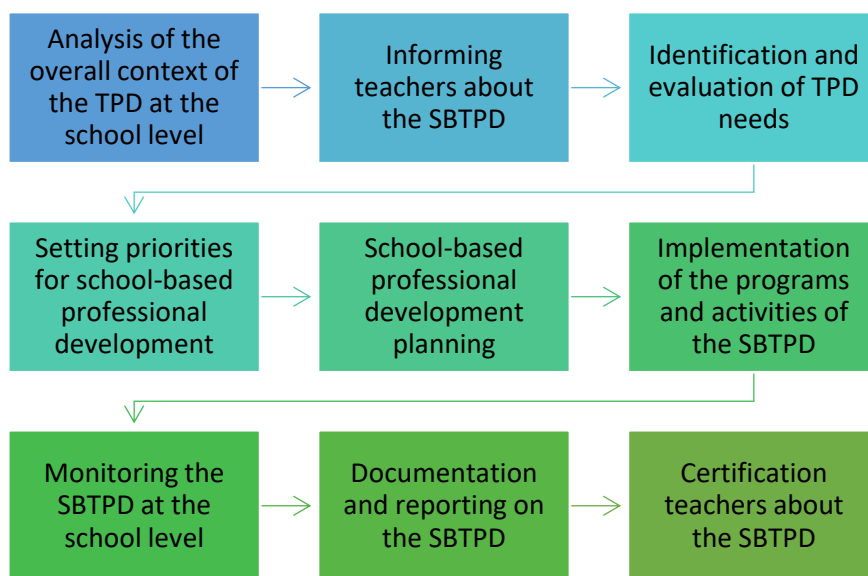 Analysis of the
overall context of
the TPD at the
school level
Informing
teachers about
the SBTPD
Identification and
evaluation of TPD
needs
Setting priorities
for school-based
professional
development
School-based
professional
development
planning
Implementation
of the programs
and activities of
the SBTPD
Monitoring the
SBTPD at the
school level
Documentation
and reporting on
the SBTPD
Certification
teachers about
the SBTPD